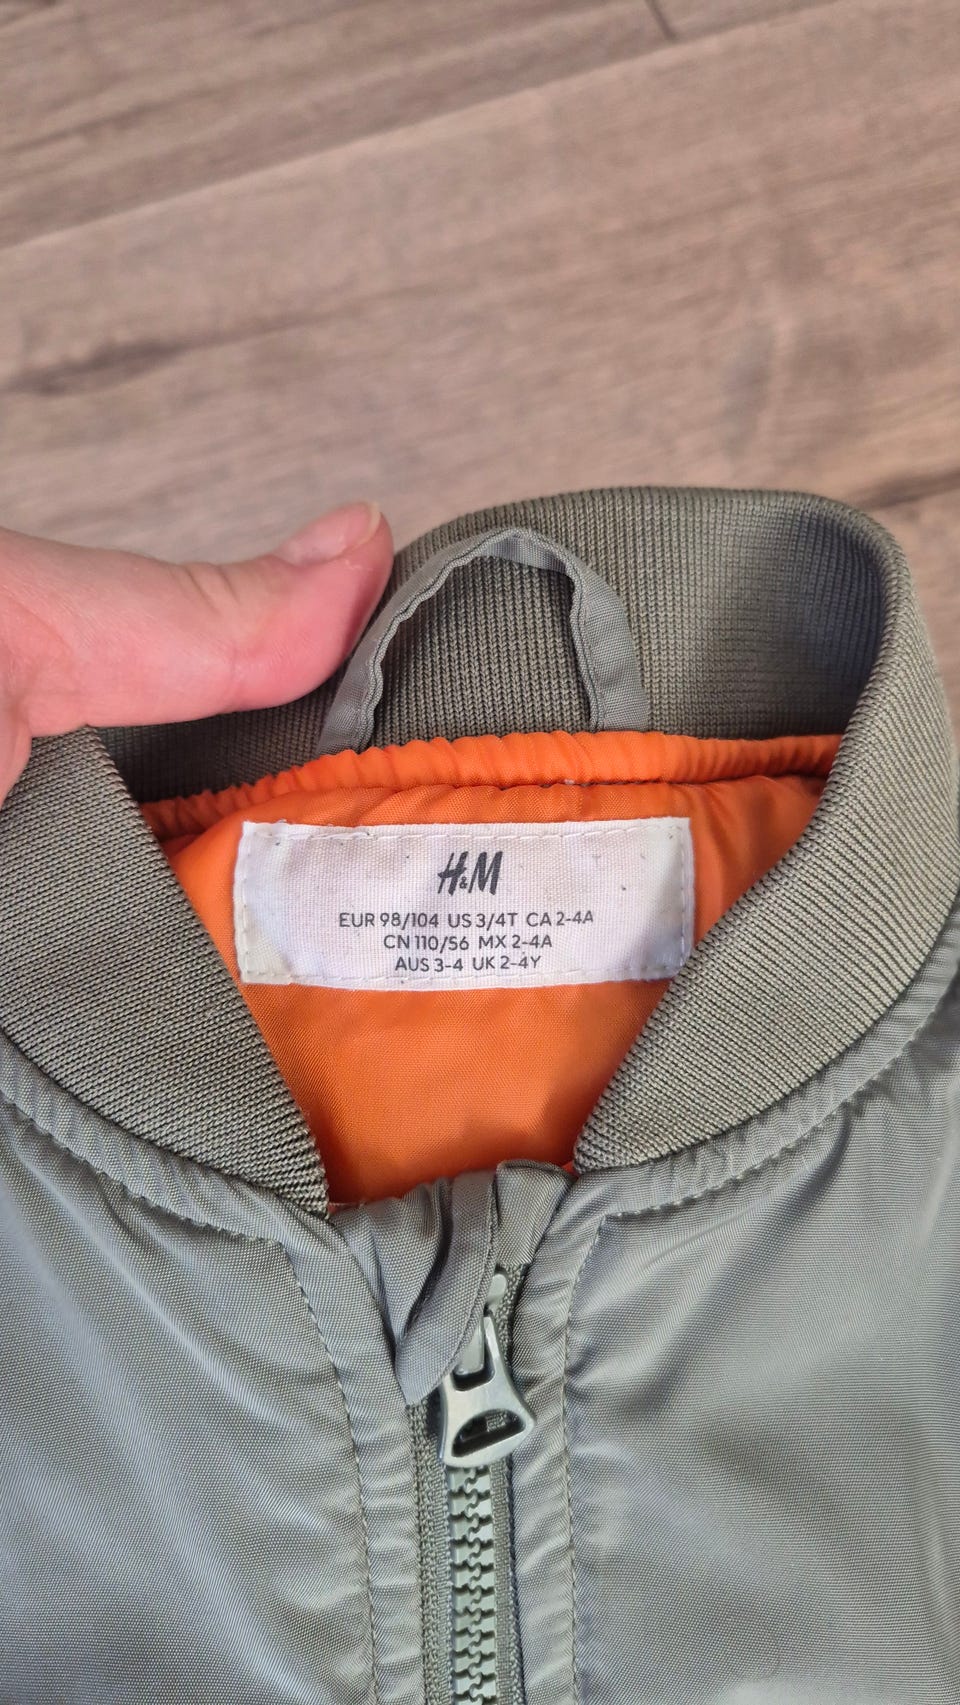 H&M
EUR 98/104 US 3/4T CA 2-4A
CN 110/56 MX 2-4A
AUS 3-4 UK 2-4Y